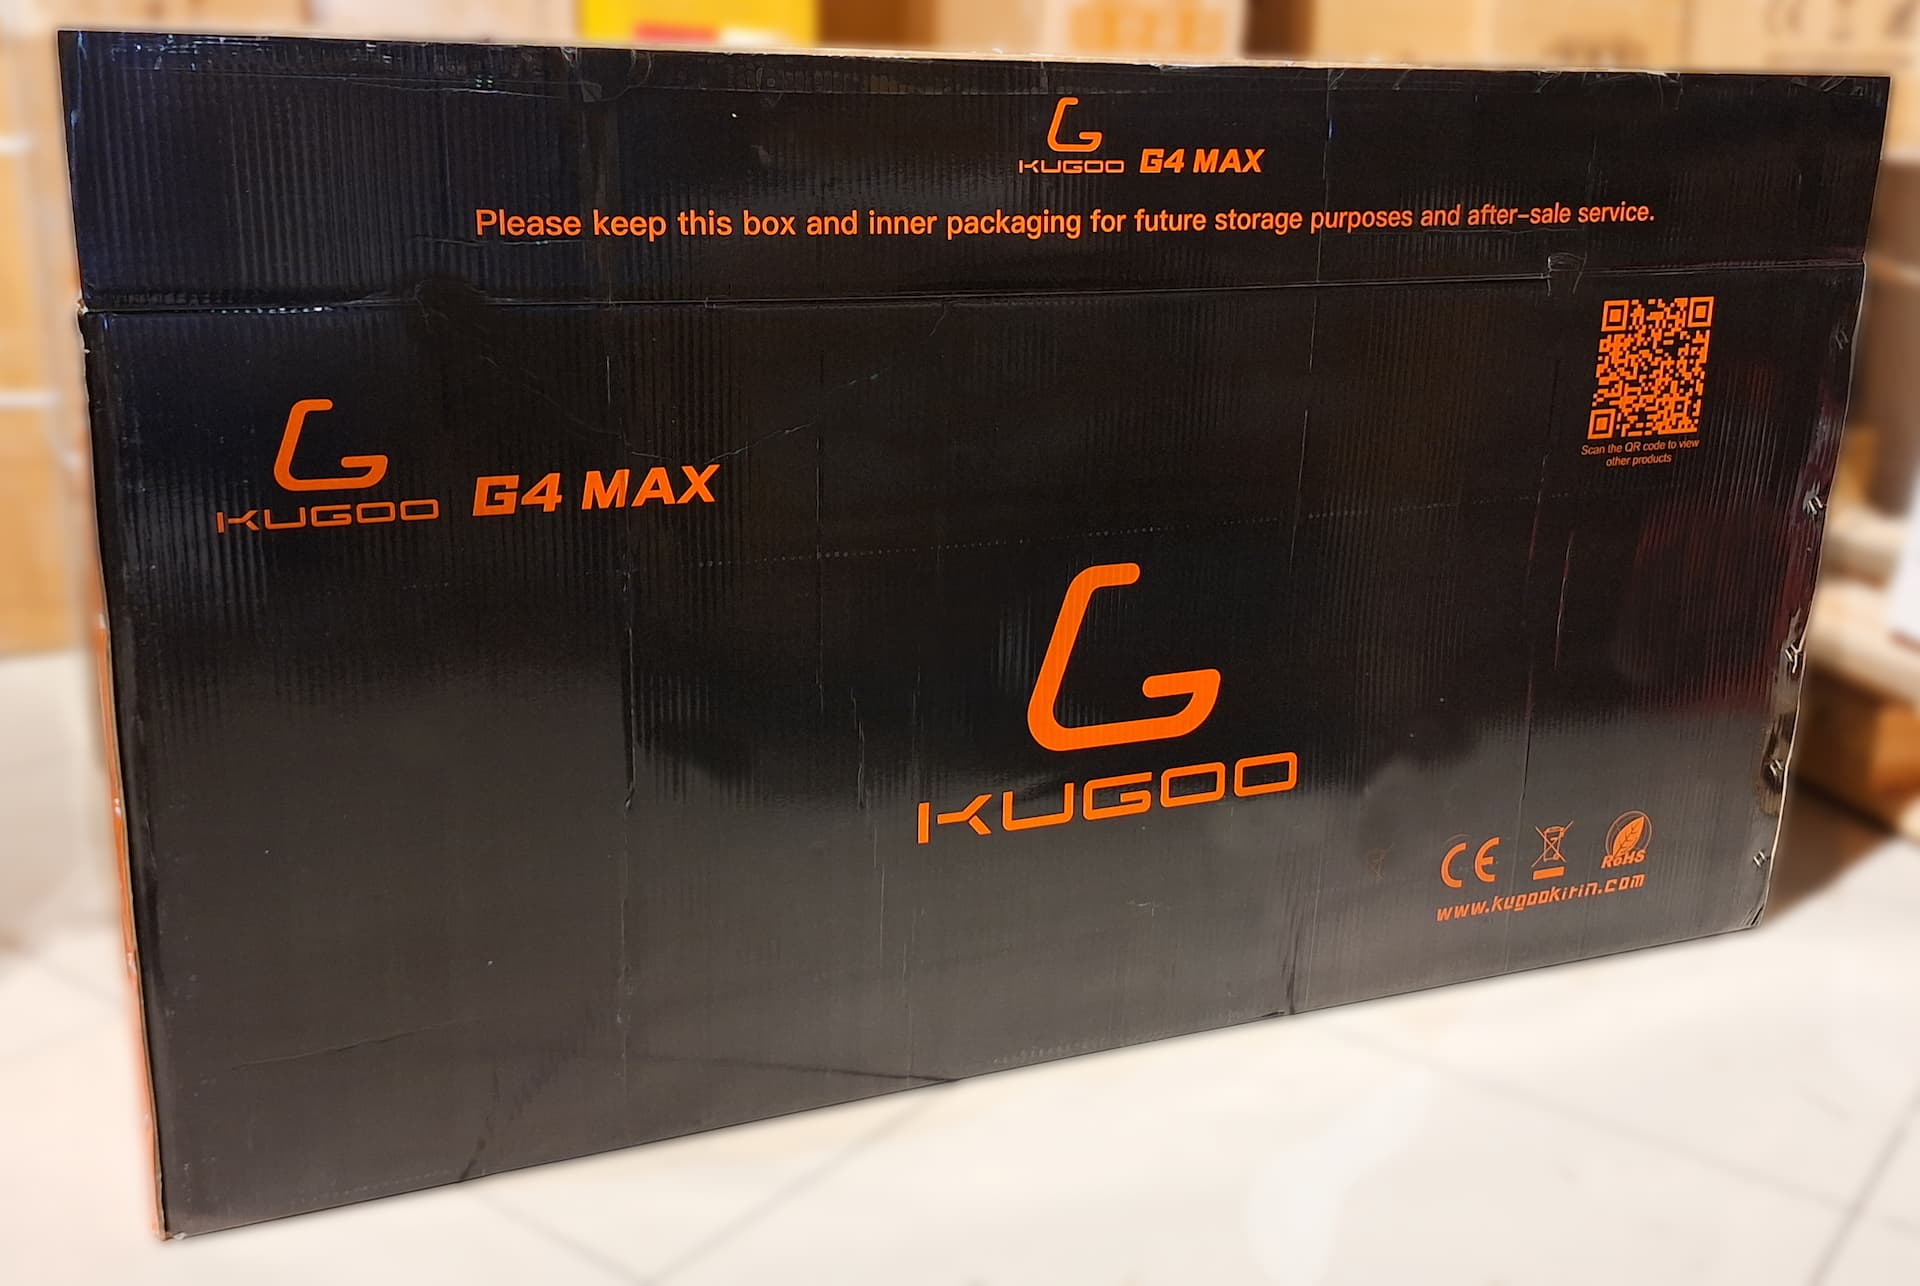 KUGOO G4 MAX
Please keep this box and inner packaging for future storage purposes and after-sale service.
Scan the QR code to view
other products
KUGOO G4 MAX
KUGOO
CE
RoHS
www.kugookirin.com